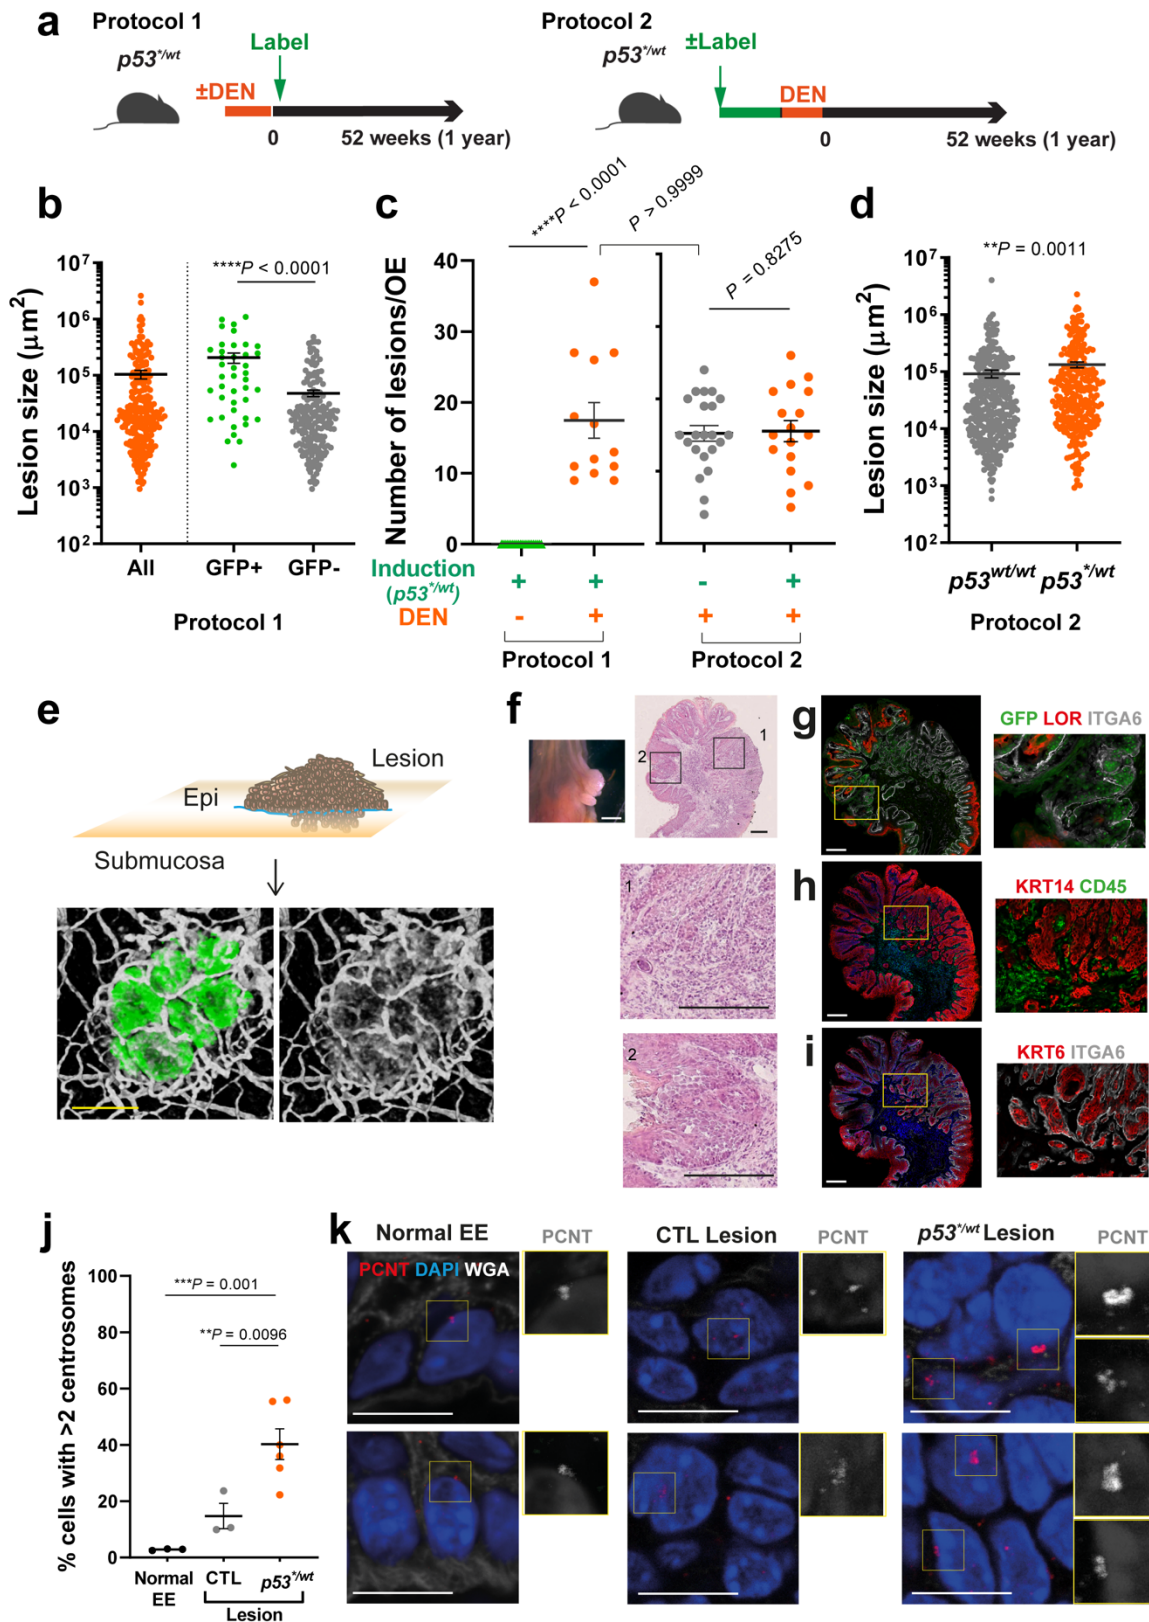 a
Protocol 1
p53*/wt
Label
±DEN
0
52 weeks (1 year)
Protocol 2
p53*/wt
±Label
DEN
0
52 weeks (1 year)
b
Lesion size (μm²)
10⁷
10⁶
10⁵
10⁴
10³
10²
****P < 0.0001
All
GFP+
GFP-
Protocol 1
c
Number of lesions/OE
40
30
20
10
0
****P < 0.0001
P > 0.9999
P = 0.8275
Induction
(p53*/wt)
+ + - +
DEN
- + + +
Protocol 1
Protocol 2
d
Lesion size (μm²)
10⁷
10⁶
10⁵
10⁴
10³
10²
**P = 0.0011
p53wt/wt
p53*/wt
Protocol 2
e
Lesion
Epi
Submucosa
f
1
2
1
2
g
GFP LOR ITGA6
h
KRT14 CD45
i
KRT6 ITGA6
j
% cells with >2 centrosomes
100
80
60
40
20
0
***P = 0.001
**P = 0.0096
Normal
EE
CTL
p53*/wt
Lesion
k
Normal EE
PCNT
CTL Lesion
PCNT
p53*/wt Lesion
PCNT
PCNT DAPI WGA